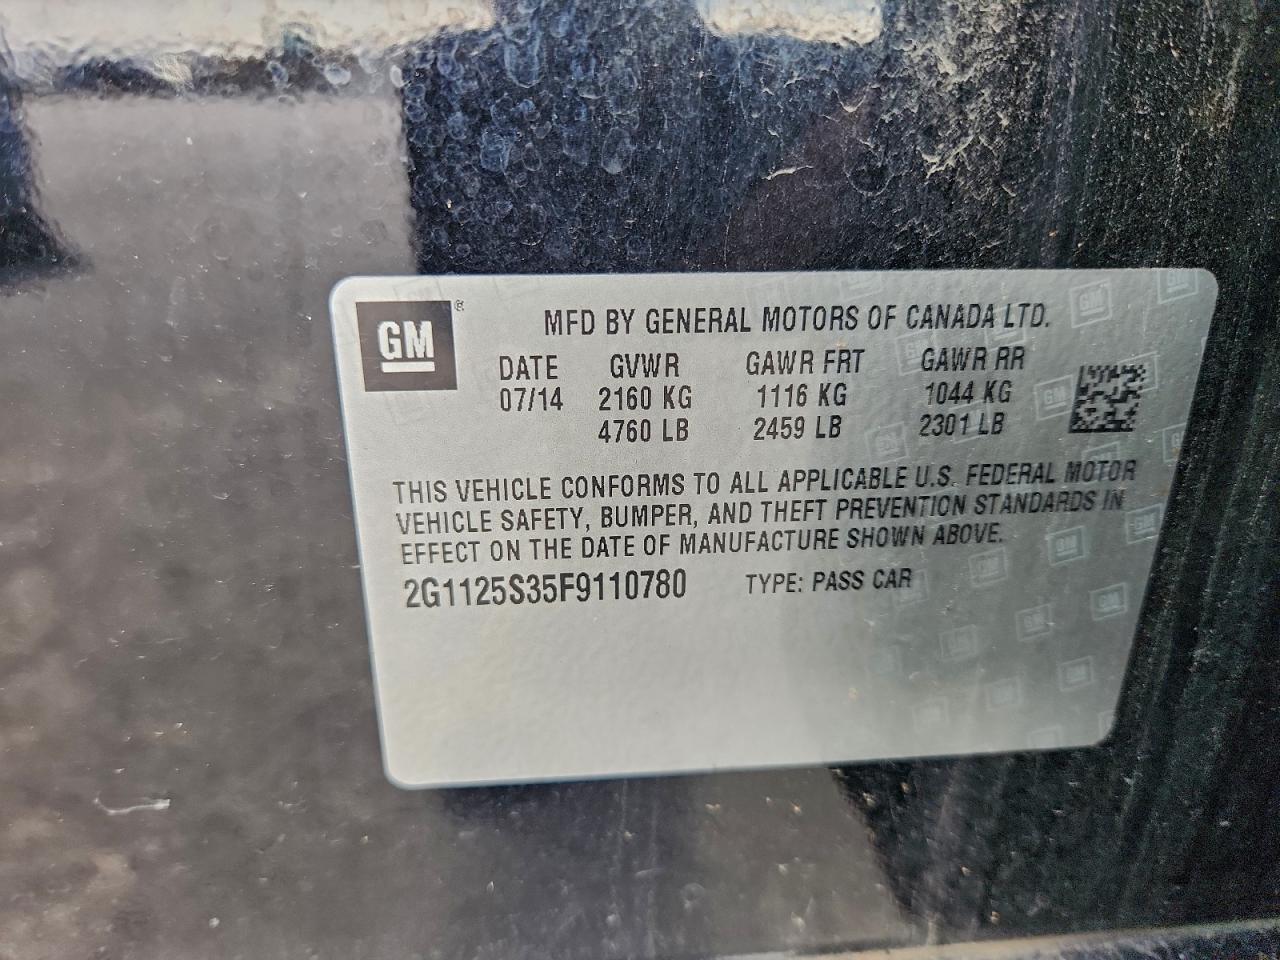 GM®
MFD BY GENERAL MOTORS OF CANADA LTD.
DATE GVWR GAWR FRT GAWR RR
07/14 2160 KG 1116 KG 1044 KG
4760 LB 2459 LB 2301 LB
THIS VEHICLE CONFORMS TO ALL APPLICABLE U.S. FEDERAL MOTOR
VEHICLE SAFETY, BUMPER, AND THEFT PREVENTION STANDARDS IN
EFFECT ON THE DATE OF MANUFACTURE SHOWN ABOVE.
2G1125S35F9110780 TYPE: PASS CAR